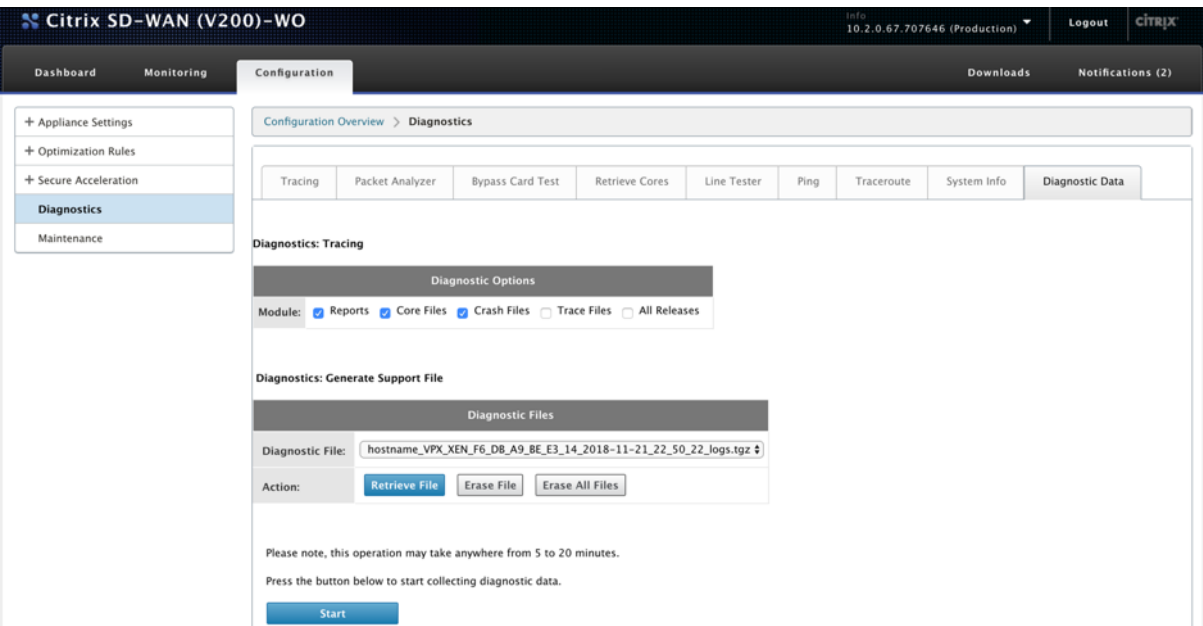 Citrix SD-WAN (V200)-WO
Info
10.2.0.67.707646 (Production)
Logout
CİTRIX
Dashboard Monitoring Configuration Downloads Notifications (2)
+ Appliance Settings
+ Optimization Rules
+ Secure Acceleration
Diagnostics
Maintenance
Configuration Overview > Diagnostics
Tracing Packet Analyzer Bypass Card Test Retrieve Cores Line Tester Ping Traceroute System Info Diagnostic Data
Diagnostics: Tracing
Diagnostic Options
Module: Reports Core Files Crash Files Trace Files All Releases
Diagnostics: Generate Support File
Diagnostic Files
Diagnostic File: hostname_VPX_XEN_F6_DB_A9_BE_E3_14_2018-11-21_22_50_22_logs.tgz
Action: Retrieve File Erase File Erase All Files
Please note, this operation may take anywhere from 5 to 20 minutes.
Press the button below to start collecting diagnostic data.
Start